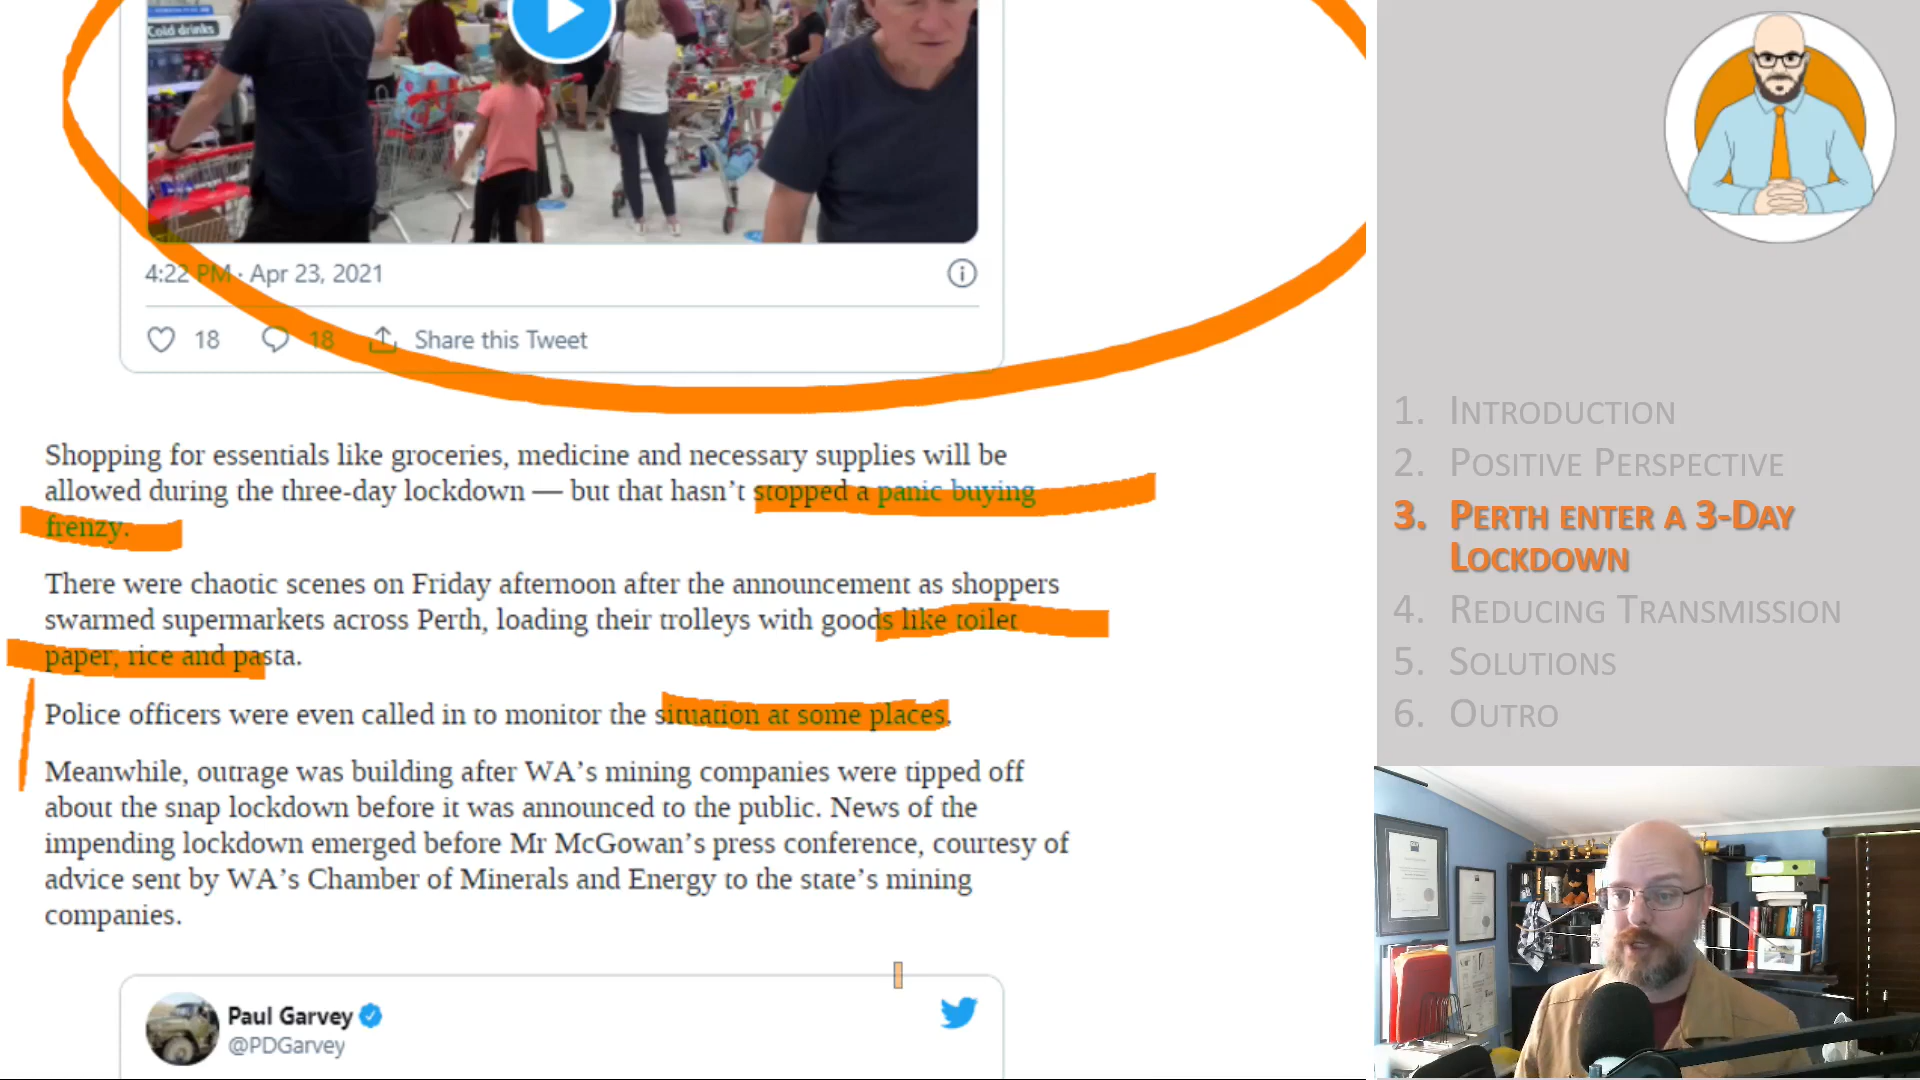 Cold drinks
4:22 PM · Apr 23, 2021
18 18 Share this Tweet
Shopping for essentials like groceries, medicine and necessary supplies will be
allowed during the three-day lockdown — but that hasn't stopped a panic buying
frenzy.
There were chaotic scenes on Friday afternoon after the announcement as shoppers
swarmed supermarkets across Perth, loading their trolleys with goods like toilet
paper, rice and pasta.
Police officers were even called in to monitor the situation at some places.
Meanwhile, outrage was building after WA's mining companies were tipped off
about the snap lockdown before it was announced to the public. News of the
impending lockdown emerged before Mr McGowan's press conference, courtesy of
advice sent by WA's Chamber of Minerals and Energy to the state's mining
companies.
Paul Garvey
@PDGarvey
1. INTRODUCTION
2. POSITIVE PERSPECTIVE
3. PERTH ENTER A 3-DAY
LOCKDOWN
4. REDUCING TRANSMISSION
5. SOLUTIONS
6. OUTRO